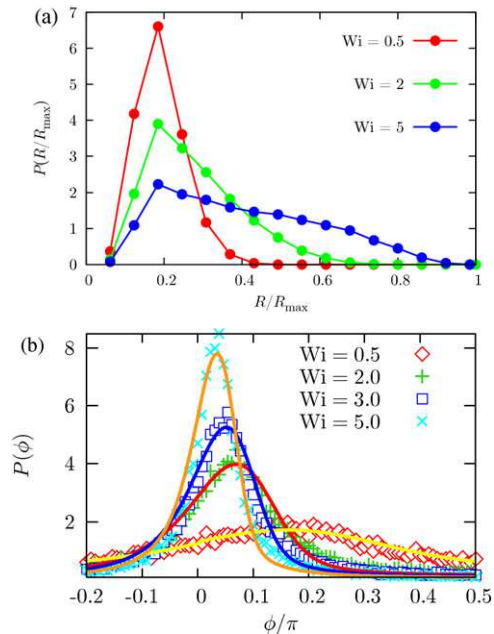 (a)
7
6
5
4
3
2
1
0
P(R/R_max)
Wi = 0.5
Wi = 2
Wi = 5
0 0.2 0.4 0.6 0.8 1
R/R_max
(b)
8
6
4
2
P(ϕ)
Wi = 0.5
Wi = 2.0
Wi = 3.0
Wi = 5.0
-0.2 -0.1 0 0.1 0.2 0.3 0.4 0.5
ϕ/π